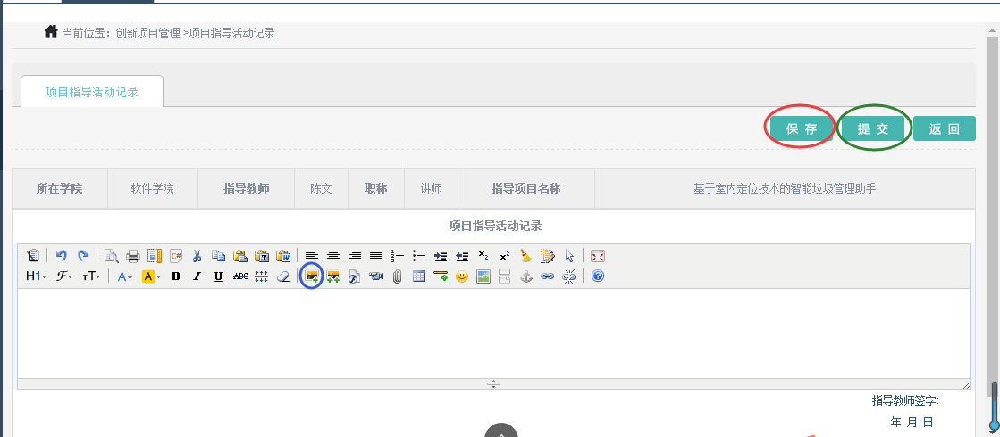 当前位置：创新项目管理 >项目指导活动记录
项目指导活动记录
保 存 提 交 返 回
所在学院 软件学院 指导教师 陈文 职称 讲师 指导项目名称 基于室内定位技术的智能垃圾管理助手
项目指导活动记录
H1 F тT A A B I U ABC
指导教师签字:
年 月 日